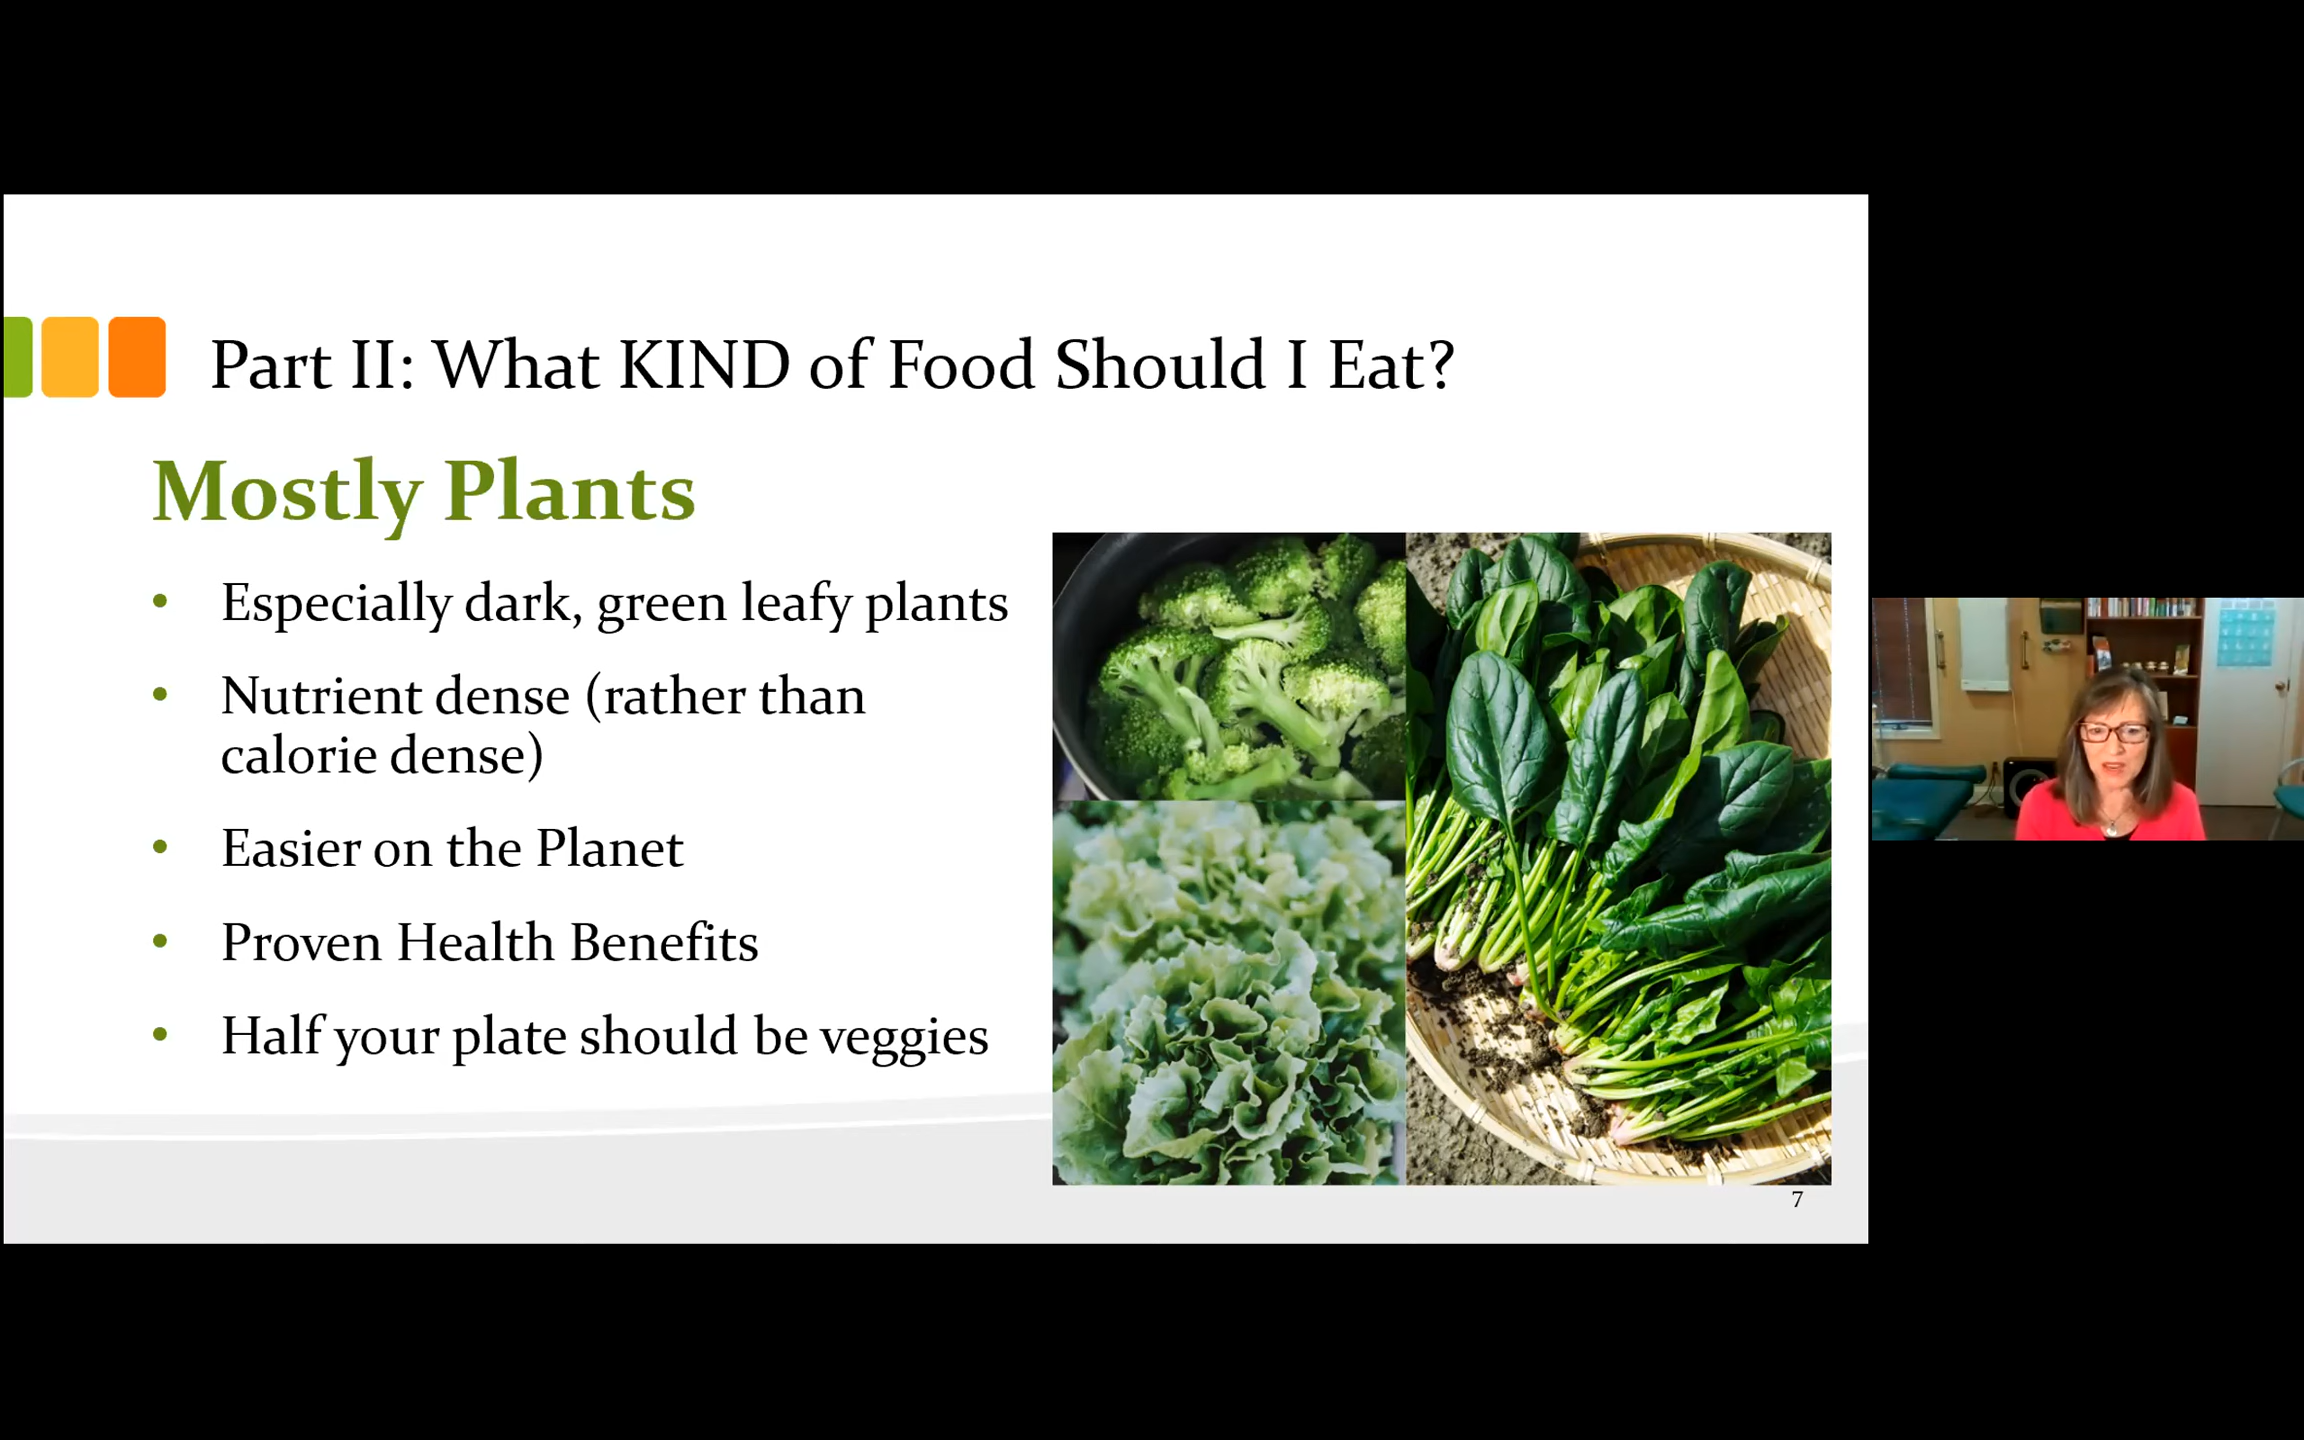 Part II: What KIND of Food Should I Eat?
Mostly Plants
• Especially dark, green leafy plants
• Nutrient dense (rather than
calorie dense)
• Easier on the Planet
• Proven Health Benefits
• Half your plate should be veggies
7